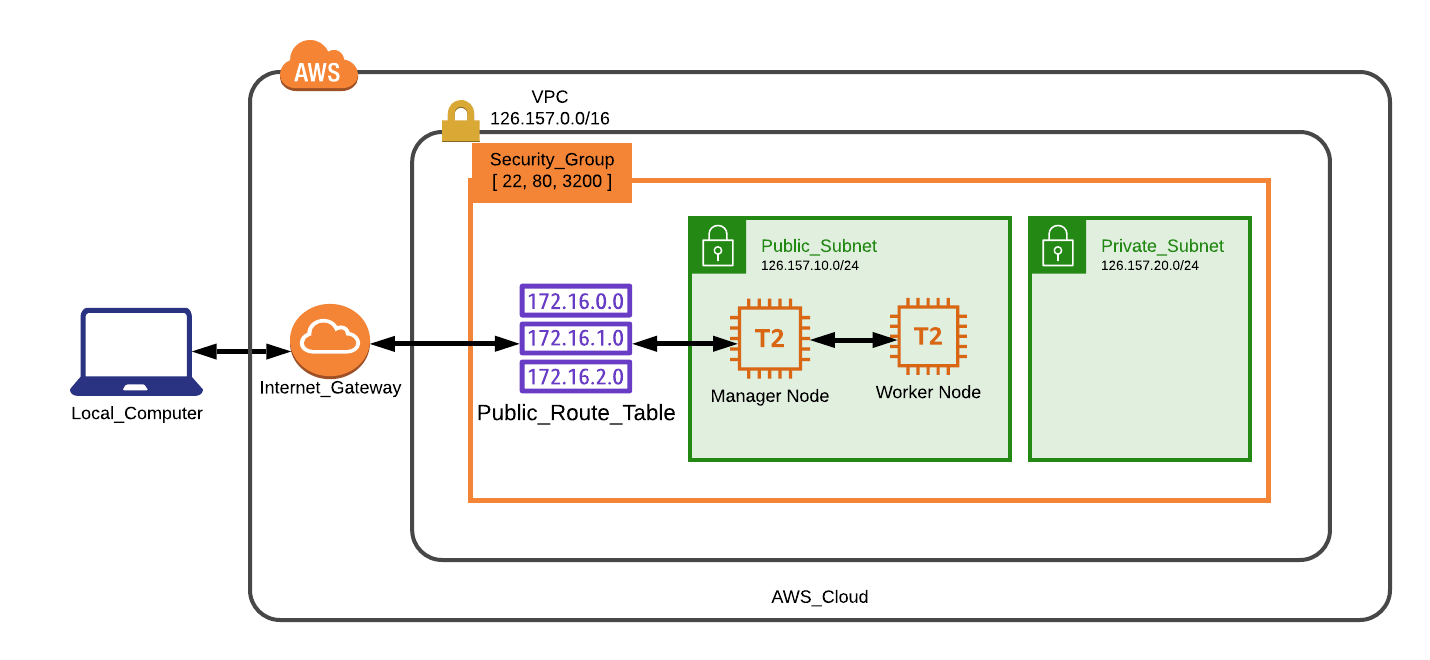 AWS
VPC
126.157.0.0/16
Security_Group
[ 22, 80, 3200 ]
Public_Subnet
126.157.10.0/24
Private_Subnet
126.157.20.0/24
172.16.0.0
172.16.1.0
172.16.2.0
T2
T2
Internet_Gateway
Manager Node
Worker Node
Local_Computer
Public_Route_Table
AWS_Cloud